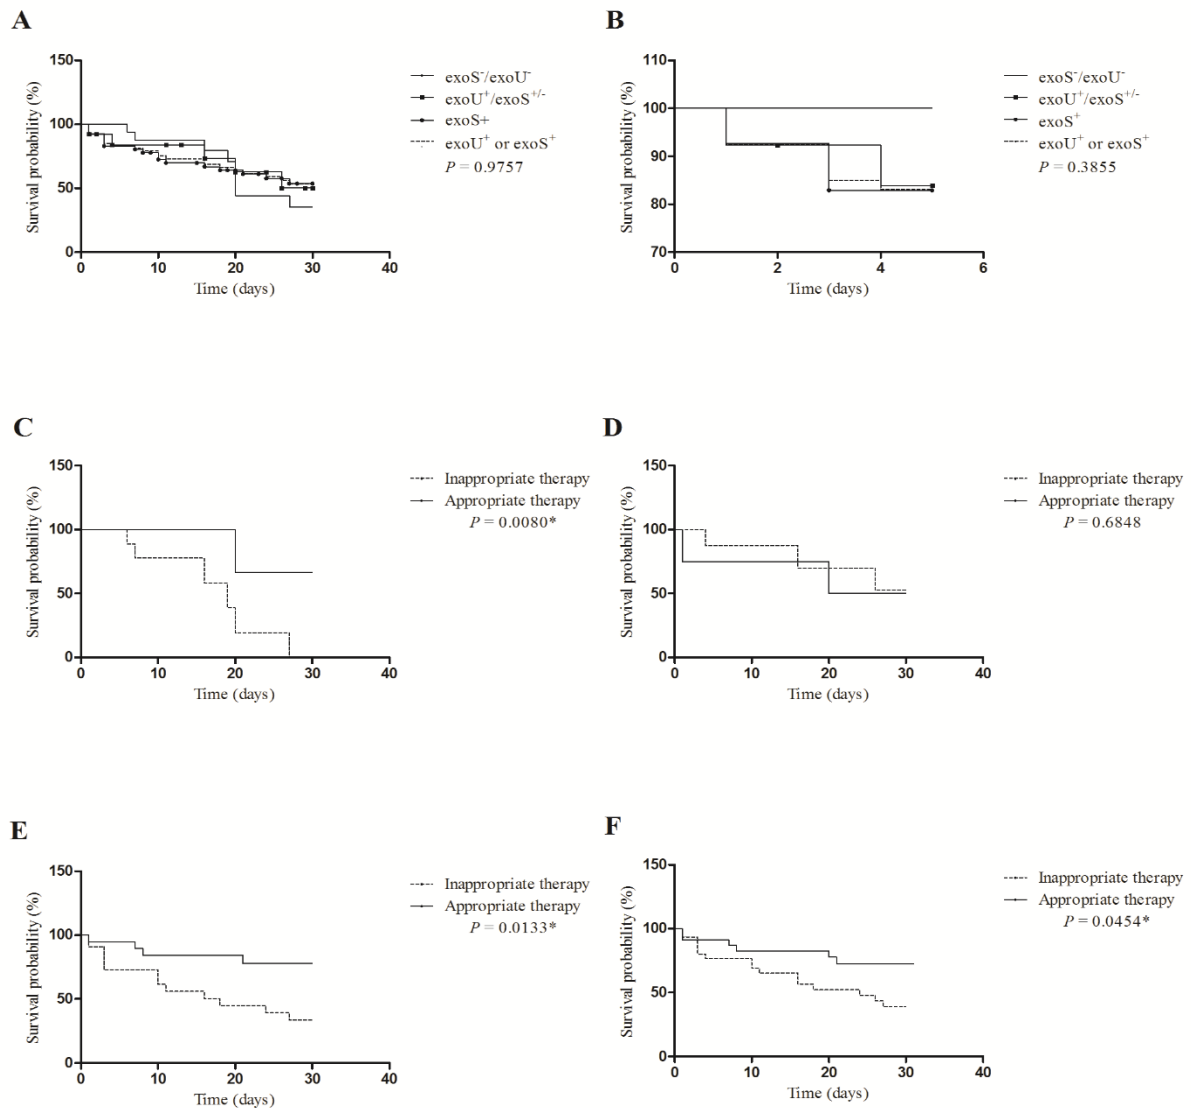 A
150
100
50
0
0
10
20
30
40
Survival probability (%)
Time (days)
exoS⁻/exoU⁻
exoU⁺/exoS⁺/⁻
exoS+
exoU⁺ or exoS⁺
P = 0.9757
B
110
100
90
80
70
0
2
4
6
Survival probability (%)
Time (days)
exoS⁻/exoU⁻
exoU⁺/exoS⁺/⁻
exoS⁺
exoU⁺ or exoS⁺
P = 0.3855
C
150
100
50
0
0
10
20
30
40
Survival probability (%)
Time (days)
Inappropriate therapy
Appropriate therapy
P = 0.0080*
D
150
100
50
0
0
10
20
30
40
Survival probability (%)
Time (days)
Inappropriate therapy
Appropriate therapy
P = 0.6848
E
150
100
50
0
0
10
20
30
40
Survival probability (%)
Time (days)
Inappropriate therapy
Appropriate therapy
P = 0.0133*
F
150
100
50
0
0
10
20
30
40
Survival probability (%)
Time (days)
Inappropriate therapy
Appropriate therapy
P = 0.0454*